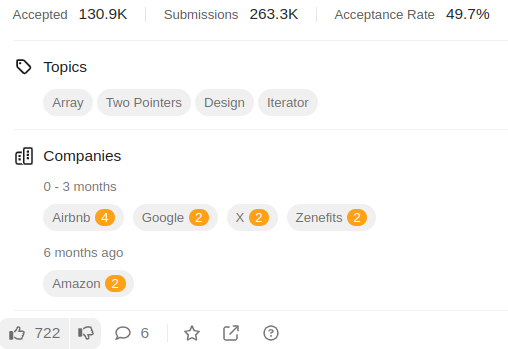 Accepted 130.9K Submissions 263.3K Acceptance Rate 49.7%
Topics
Array Two Pointers Design Iterator
Companies
0 - 3 months
Airbnb 4 Google 2 X 2 Zenefits 2
6 months ago
Amazon 2
722 6